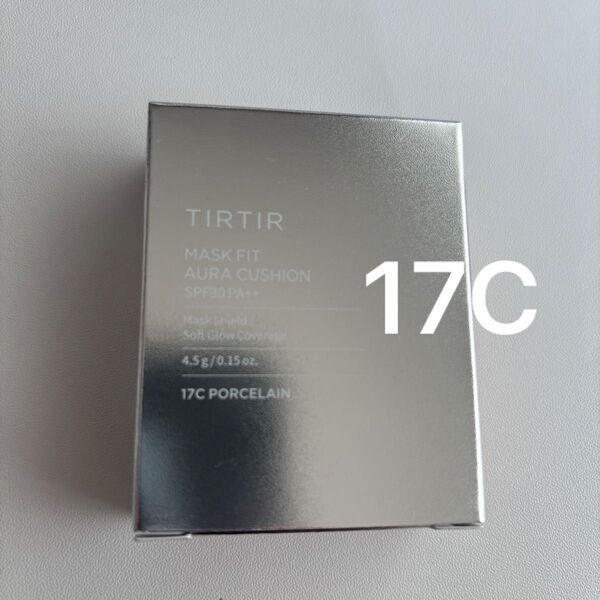 TIRTIR
MASK FIT
AURA CUSHION
SPF30 PA++
Mask Shield,
Soft Glow Coverage
4.5 g / 0.15 oz.
17C PORCELAIN
17C